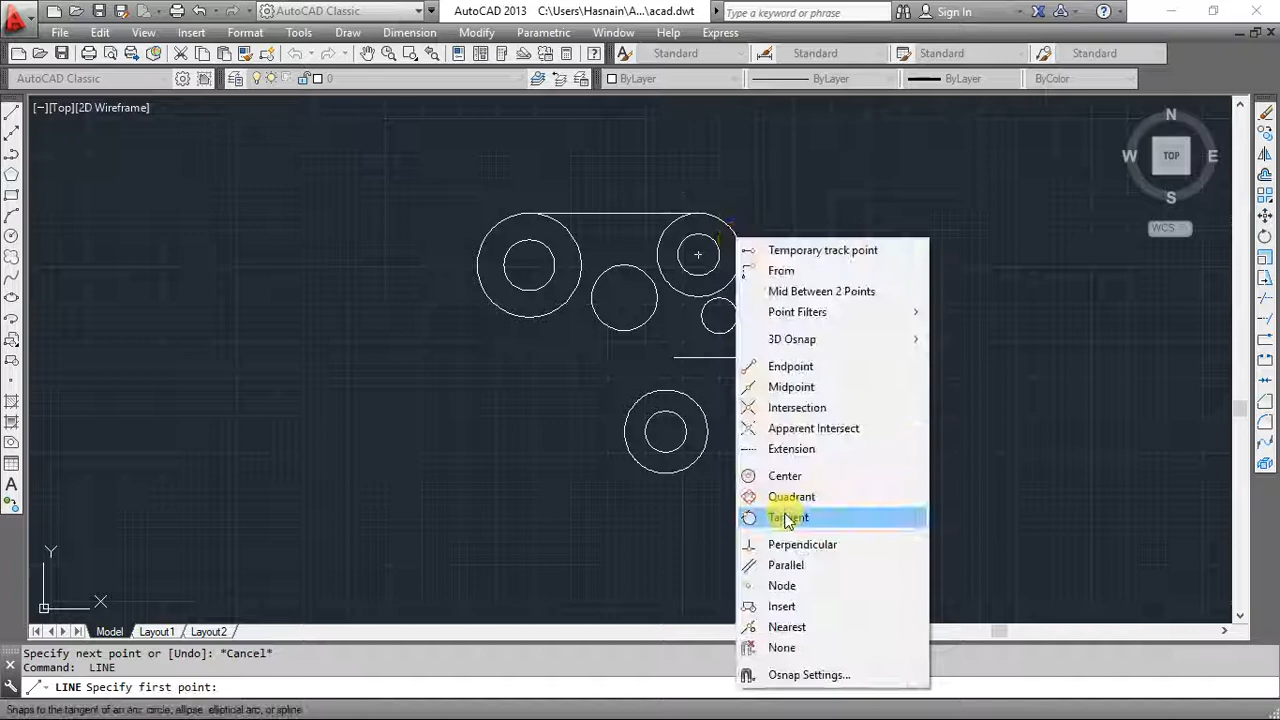 AutoCAD Classic
AutoCAD 2013 C:\Users\Hasnain\A...\acad.dwt
Type a keyword or phrase
Sign In
File Edit View Insert Format Tools Draw Dimension Modify Parametric Window Help Express
Standard Standard Standard Standard
AutoCAD Classic 0 ByLayer ByLayer ByLayer ByColor
[−][Top][2D Wireframe]
N
W TOP E
S
WCS
Temporary track point
From
Mid Between 2 Points
Point Filters
3D Osnap
Endpoint
Midpoint
Intersection
Apparent Intersect
Extension
Center
Quadrant
Tangent
Perpendicular
Parallel
Node
Insert
Nearest
None
Osnap Settings...
Y
X
Model Layout1 Layout2
Specify next point or [Undo]: *Cancel*
Command: LINE
LINE Specify first point:
Snaps to the tangent of an arc, circle, ellipse, elliptical arc, or spline